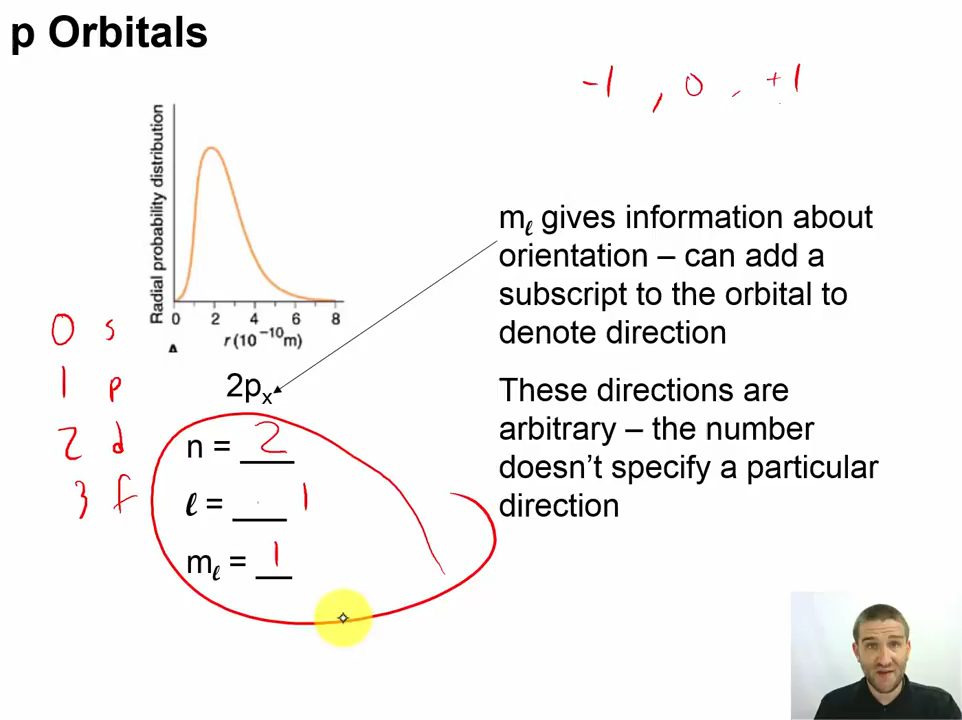 p Orbitals
-1 , 0 , +1
Radial probability distribution
0 2 4 6 8
r (10⁻¹⁰m)
A
0 s
1 p
2 d
3 f
2pₓ
n = 2
ℓ = 1
mℓ = 1
mℓ gives information about
orientation – can add a
subscript to the orbital to
denote direction
These directions are
arbitrary – the number
doesn't specify a particular
direction